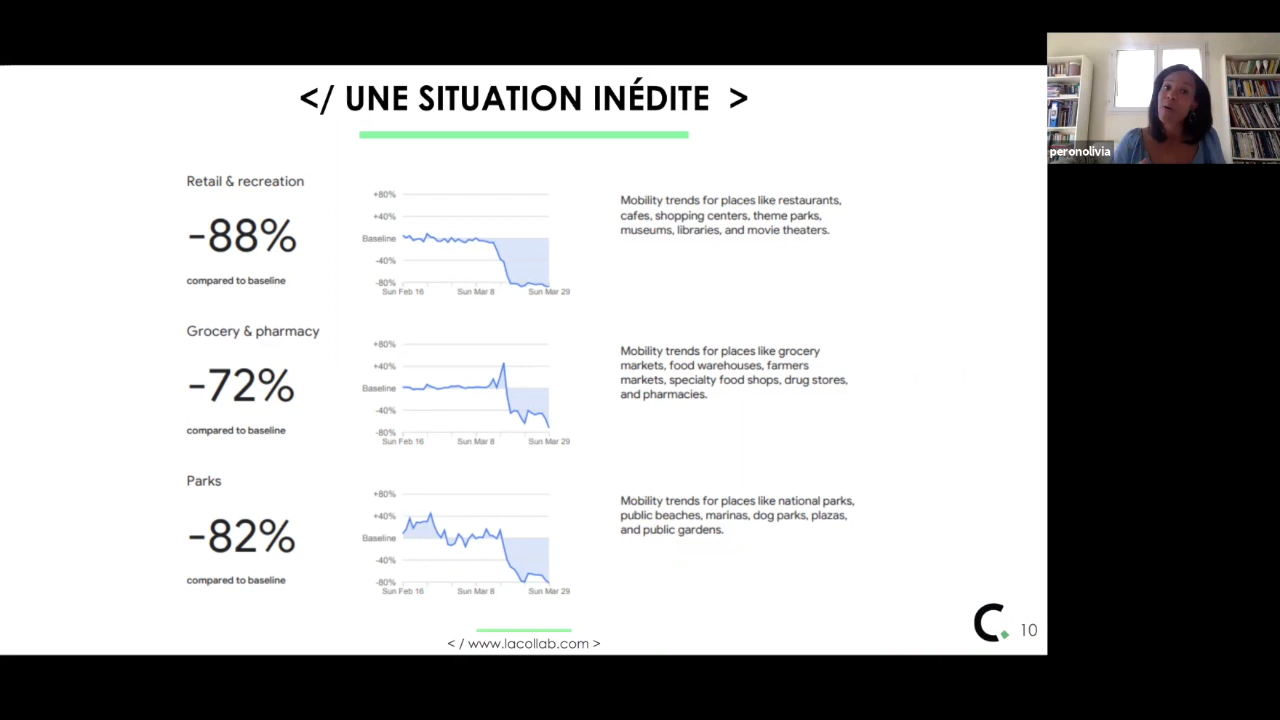 </ UNE SITUATION INÉDITE >
Retail & recreation
-88%
compared to baseline
+80%
+40%
Baseline
-40%
-80%
Sun Feb 16 Sun Mar 8 Sun Mar 29
Mobility trends for places like restaurants,
cafes, shopping centers, theme parks,
museums, libraries, and movie theaters.
Grocery & pharmacy
-72%
compared to baseline
+80%
+40%
Baseline
-40%
-80%
Sun Feb 16 Sun Mar 8 Sun Mar 29
Mobility trends for places like grocery
markets, food warehouses, farmers
markets, specialty food shops, drug stores,
and pharmacies.
Parks
-82%
compared to baseline
+80%
+40%
Baseline
-40%
-80%
Sun Feb 16 Sun Mar 8 Sun Mar 29
Mobility trends for places like national parks,
public beaches, marinas, dog parks, plazas,
and public gardens.
< / www.lacollab.com >
C.
10
peronolivia